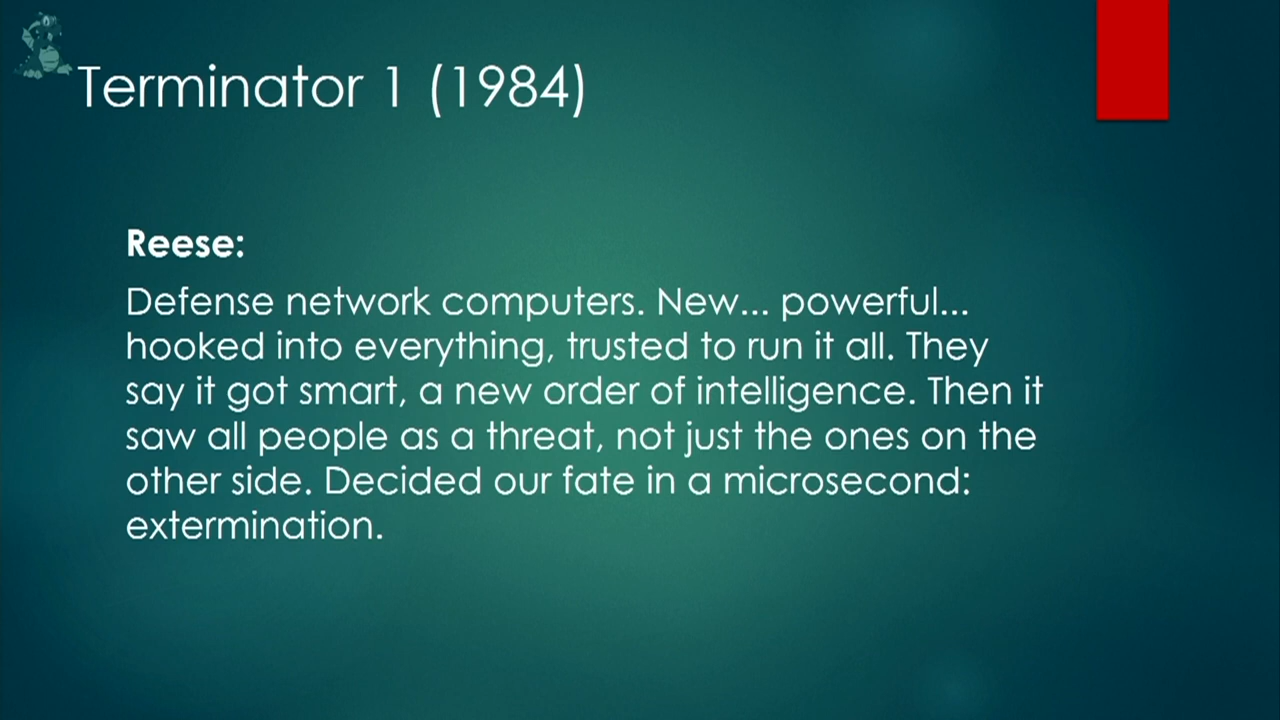 Terminator 1 (1984)
Reese:
Defense network computers. New... powerful...
hooked into everything, trusted to run it all. They
say it got smart, a new order of intelligence. Then it
saw all people as a threat, not just the ones on the
other side. Decided our fate in a microsecond:
extermination.